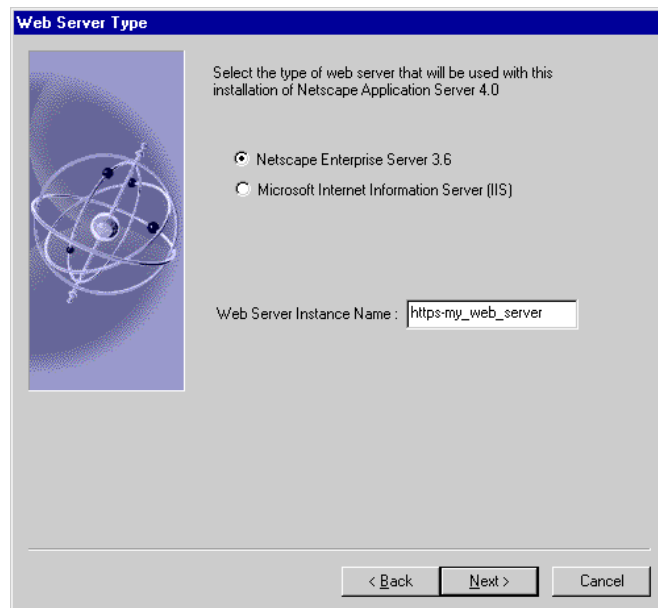 Web Server Type
Select the type of web server that will be used with this
installation of Netscape Application Server 4.0
Netscape Enterprise Server 3.6
Microsoft Internet Information Server (IIS)
Web Server Instance Name : https-my_web_server
< Back Next > Cancel